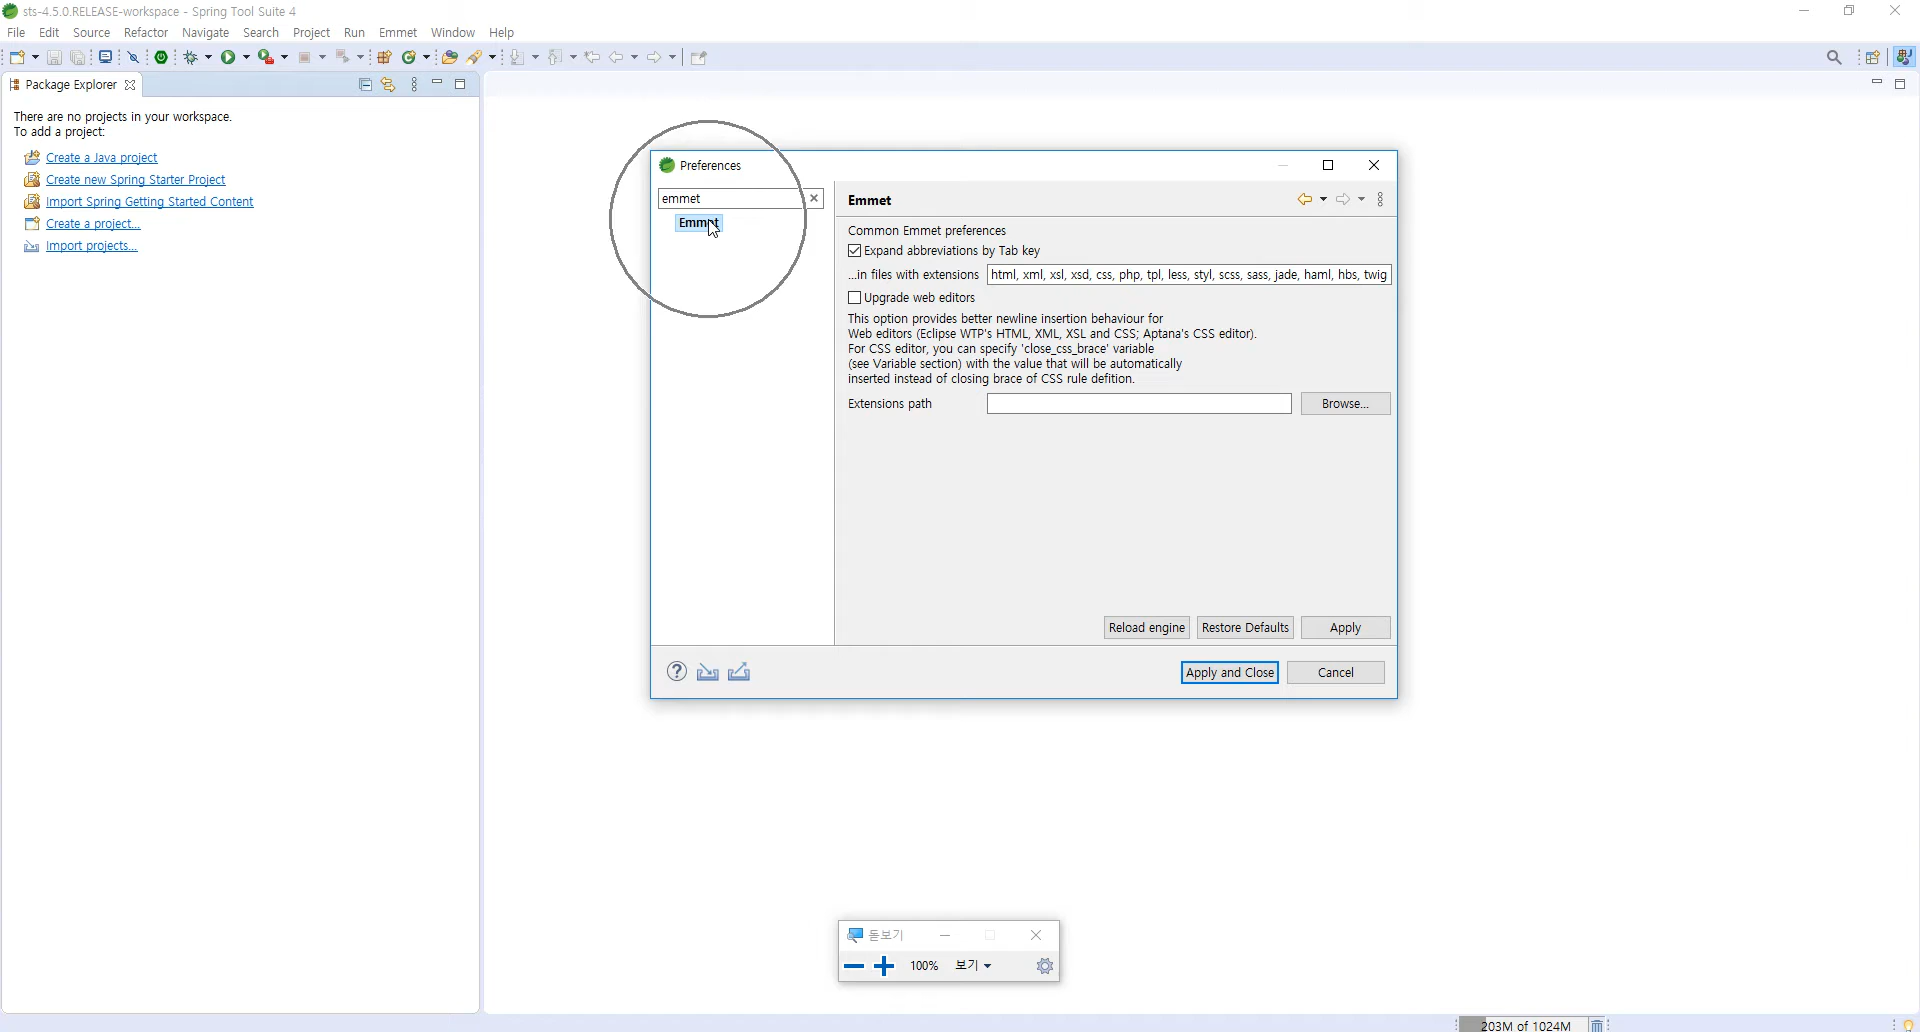 sts-4.5.0.RELEASE-workspace - Spring Tool Suite 4
File Edit Source Refactor Navigate Search Project Run Emmet Window Help
Package Explorer
There are no projects in your workspace.
To add a project:
Create a Java project
Create new Spring Starter Project
Import Spring Getting Started Content
Create a project...
Import projects...
Preferences
emmet
Emmet
Emmet
Common Emmet preferences
Expand abbreviations by Tab key
...in files with extensions html, xml, xsl, xsd, css, php, tpl, less, styl, scss, sass, jade, haml, hbs, twig
Upgrade web editors
This option provides better newline insertion behaviour for
Web editors (Eclipse WTP's HTML, XML, XSL and CSS; Aptana's CSS editor).
For CSS editor, you can specify 'close_css_brace' variable
(see Variable section) with the value that will be automatically
inserted instead of closing brace of CSS rule defition.
Extensions path Browse...
Reload engine Restore Defaults Apply
Apply and Close Cancel
돋보기
100% 보기
203M of 1024M